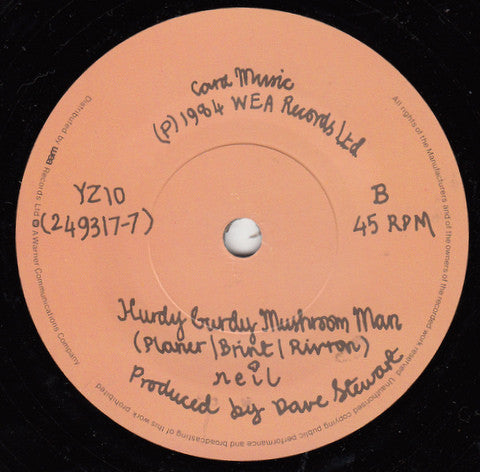 Cara Music
(P) 1984 WEA Records Ltd
YZ10
(249317-7)
B
45 RPM
Hurdy Gurdy Mushroom Man
(Planer/Brint/Rivron)
neil
Produced by Dave Stewart
All rights of the Manufacturers and of the owners of the recorded work reserved. Unauthorised copying public performance and broadcasting of this work prohibited
Distributed by wea Records Ltd. A Warner Communications Company